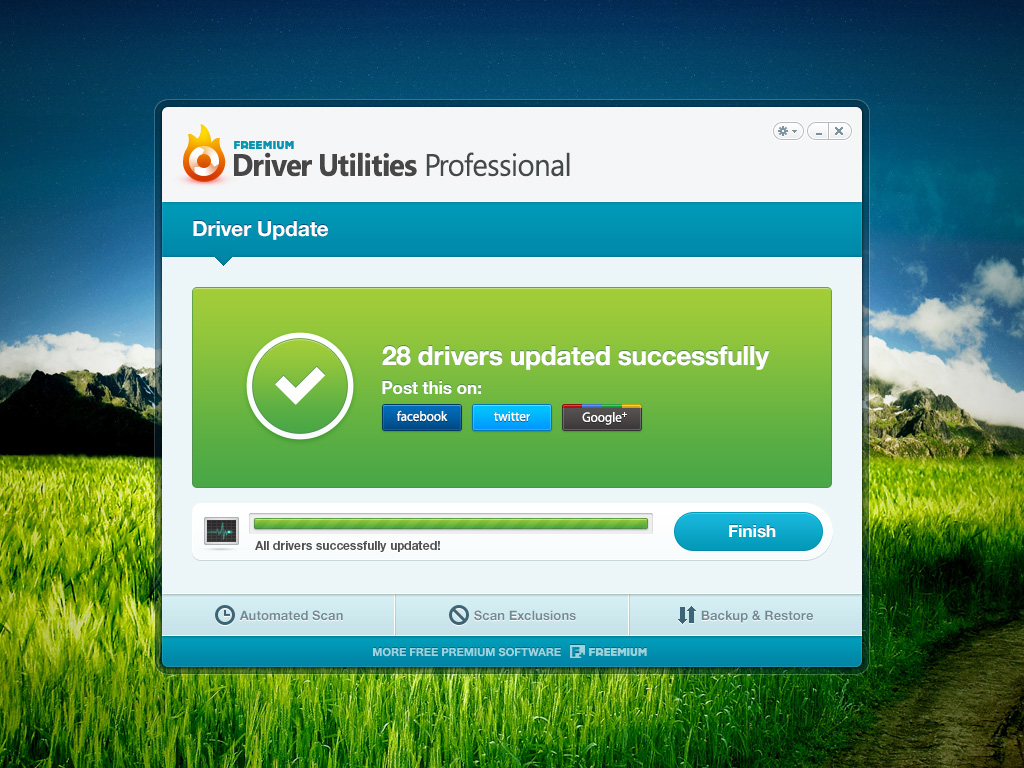 FREEMIUM
Driver Utilities Professional
Driver Update
28 drivers updated successfully
Post this on:
facebook twitter Google+
All drivers successfully updated!
Finish
Automated Scan Scan Exclusions Backup & Restore
MORE FREE PREMIUM SOFTWARE FREEMIUM